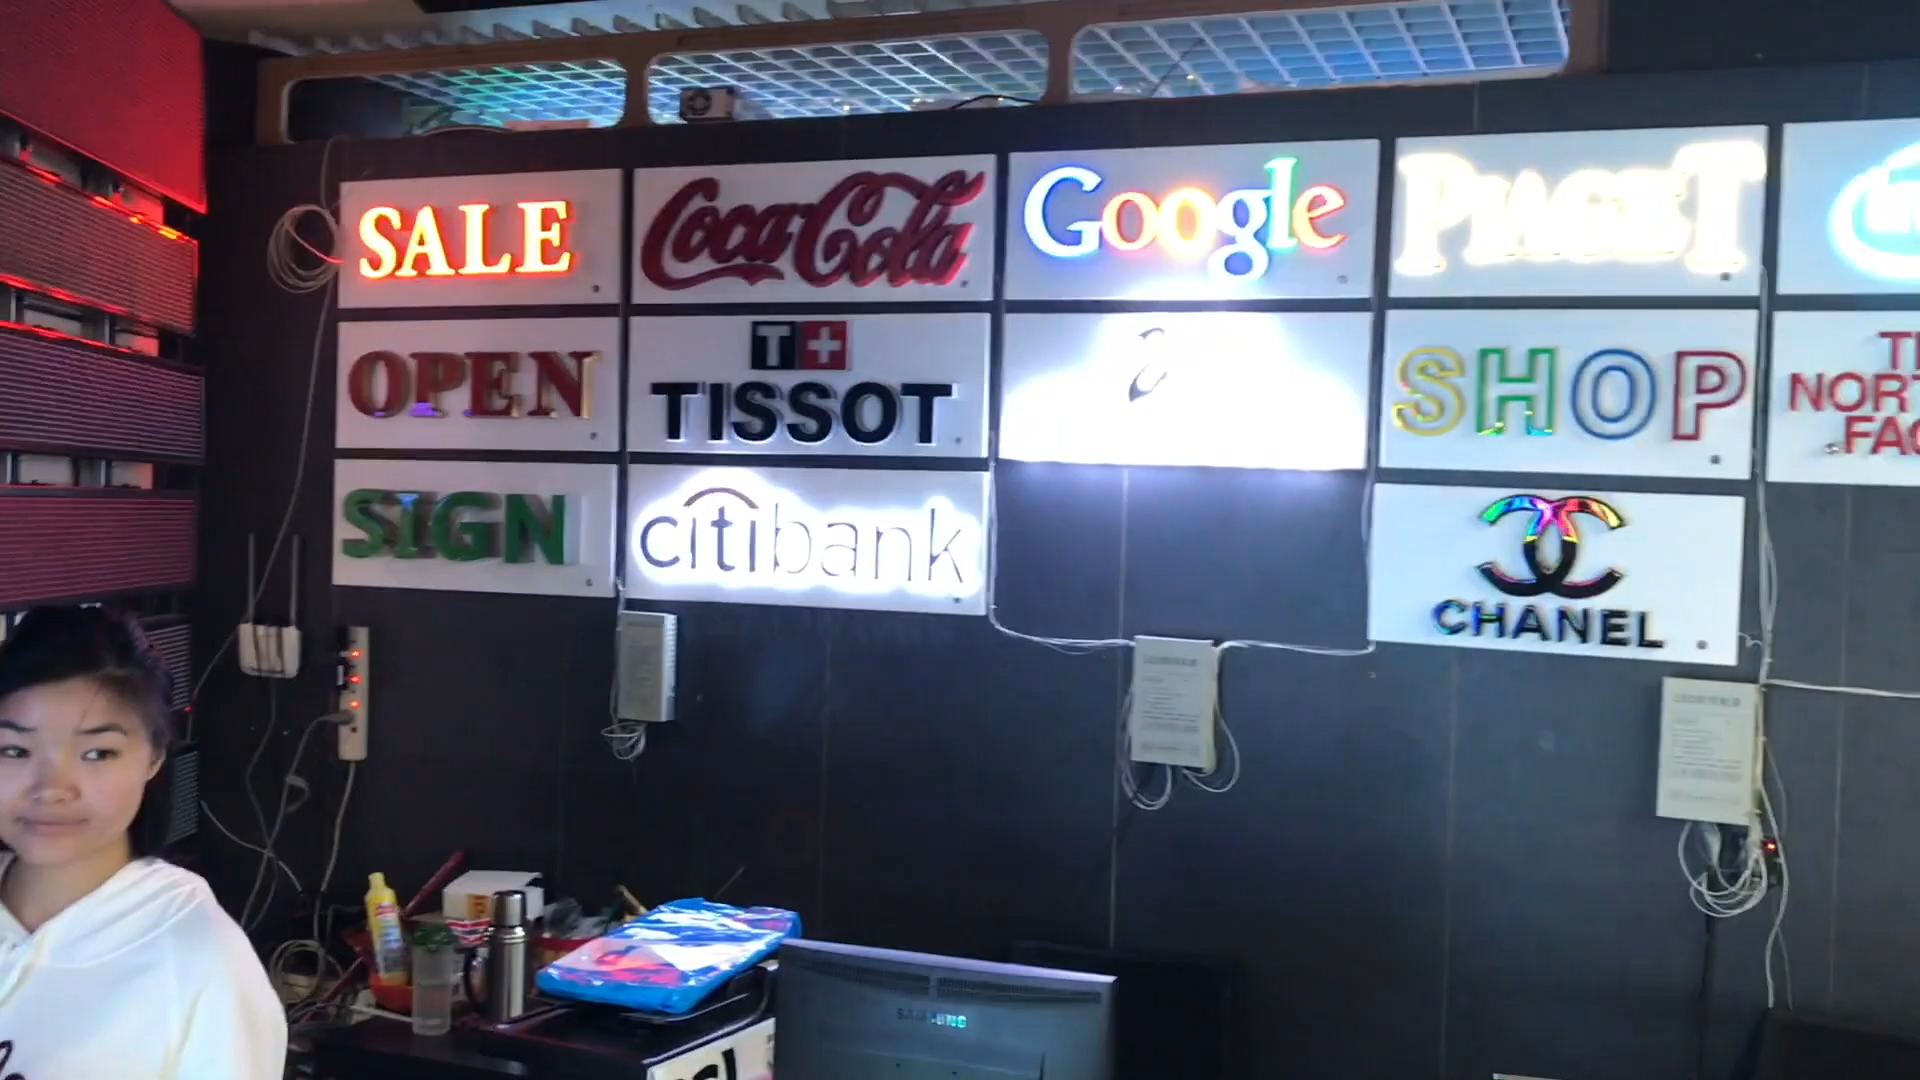 SALE
Coca-Cola
Google
PIAGET
OPEN
T+
TISSOT
SHOP
NORT
FAC
SIGN
citibank
CHANEL
SAMSUNG